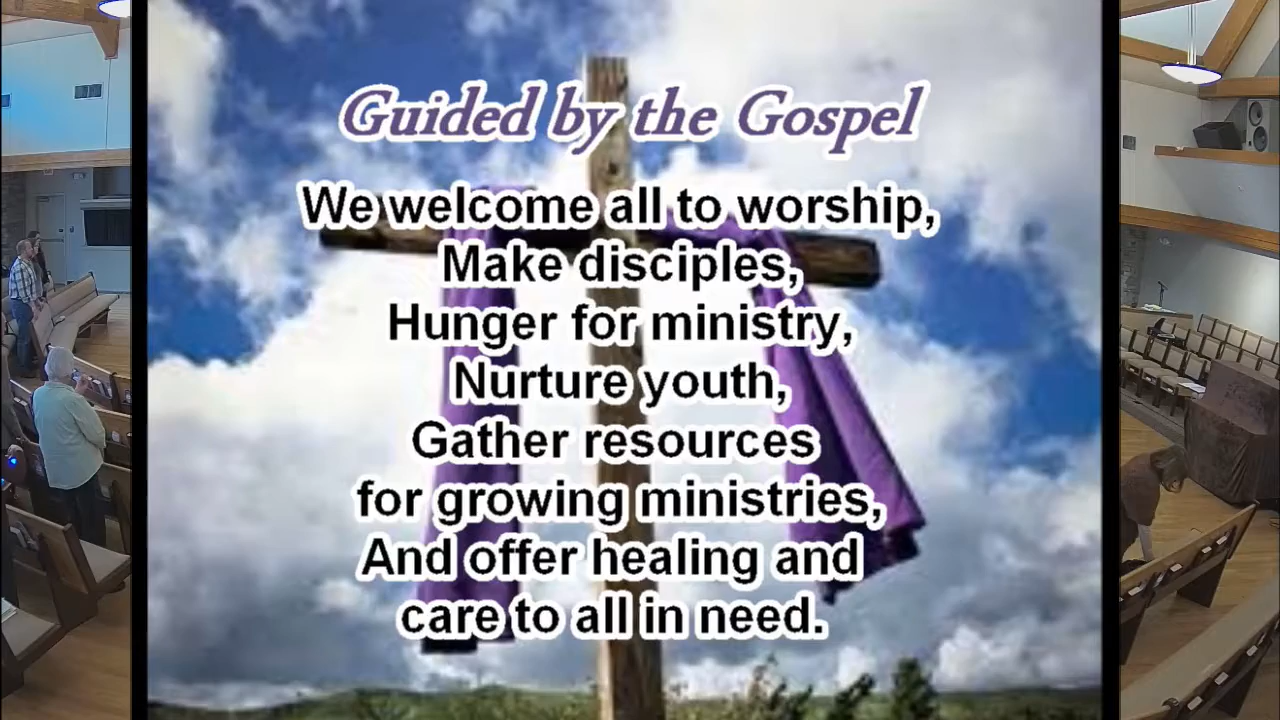 Guided by the Gospel
We welcome all to worship,
Make disciples,
Hunger for ministry,
Nurture youth,
Gather resources
for growing ministries,
And offer healing and
care to all in need.